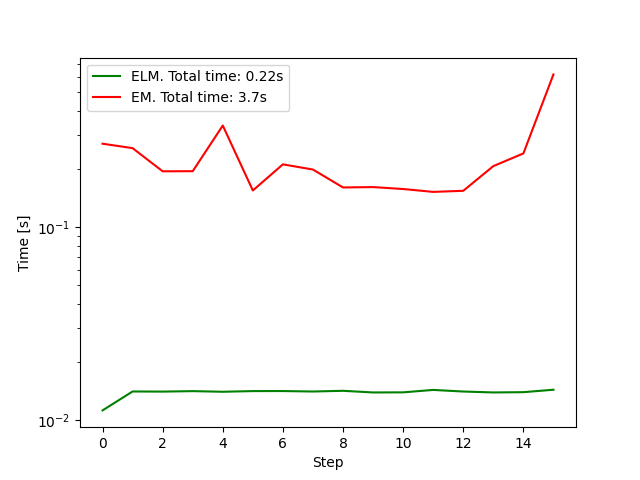 ELM. Total time: 0.22s
EM. Total time: 3.7s
Time [s]
10⁻¹
10⁻²
0 2 4 6 8 10 12 14
Step